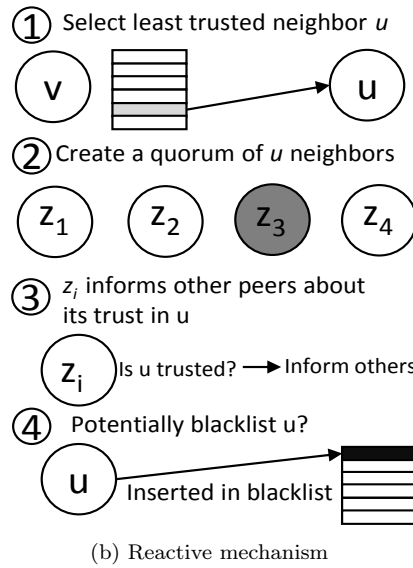 ① Select least trusted neighbor u
v
u
② Create a quorum of u neighbors
z1 z2 z3 z4
③ zi informs other peers about
its trust in u
zi Is u trusted? → Inform others
④ Potentially blacklist u?
u
Inserted in blacklist
(b) Reactive mechanism